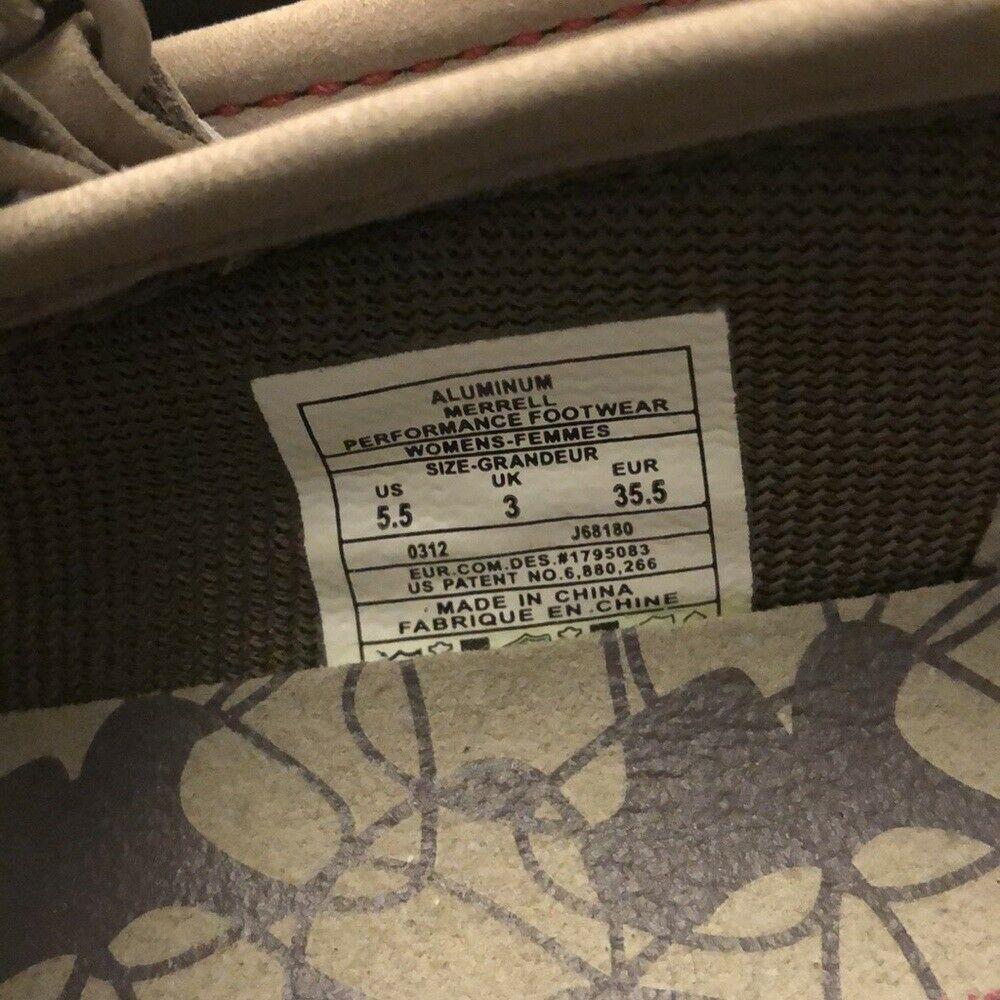 ALUMINUM
MERRELL
PERFORMANCE FOOTWEAR
WOMENS-FEMMES
SIZE-GRANDEUR
US UK EUR
5.5 3 35.5
0312 J68180
EUR.COM.DES.#1795083
US PATENT NO.6,880,266
MADE IN CHINA
FABRIQUE EN CHINE